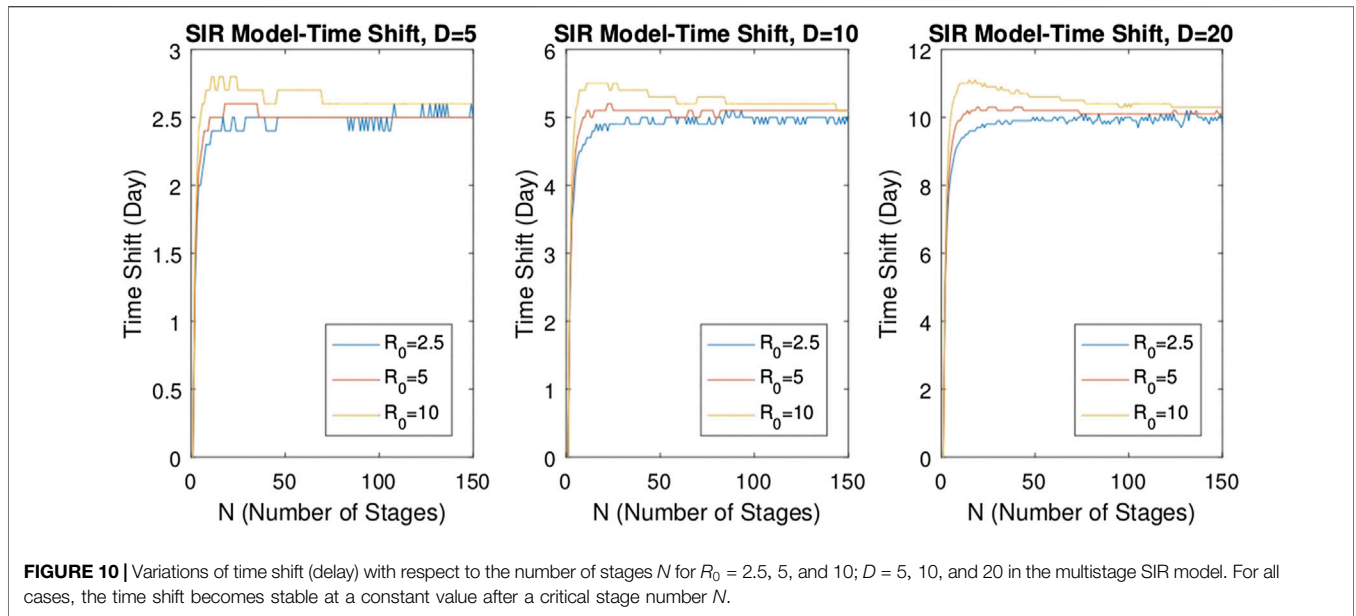 SIR Model-Time Shift, D=5
3
2.5
2
1.5
1
0.5
0
Time Shift (Day)
R₀=2.5
R₀=5
R₀=10
0 50 100 150
N (Number of Stages)
SIR Model-Time Shift, D=10
6
5
4
3
2
1
0
Time Shift (Day)
R₀=2.5
R₀=5
R₀=10
0 50 100 150
N (Number of Stages)
SIR Model-Time Shift, D=20
12
10
8
6
4
2
0
Time Shift (Day)
R₀=2.5
R₀=5
R₀=10
0 50 100 150
N (Number of Stages)
FIGURE 10 | Variations of time shift (delay) with respect to the number of stages N for R₀ = 2.5, 5, and 10; D = 5, 10, and 20 in the multistage SIR model. For all
cases, the time shift becomes stable at a constant value after a critical stage number N.